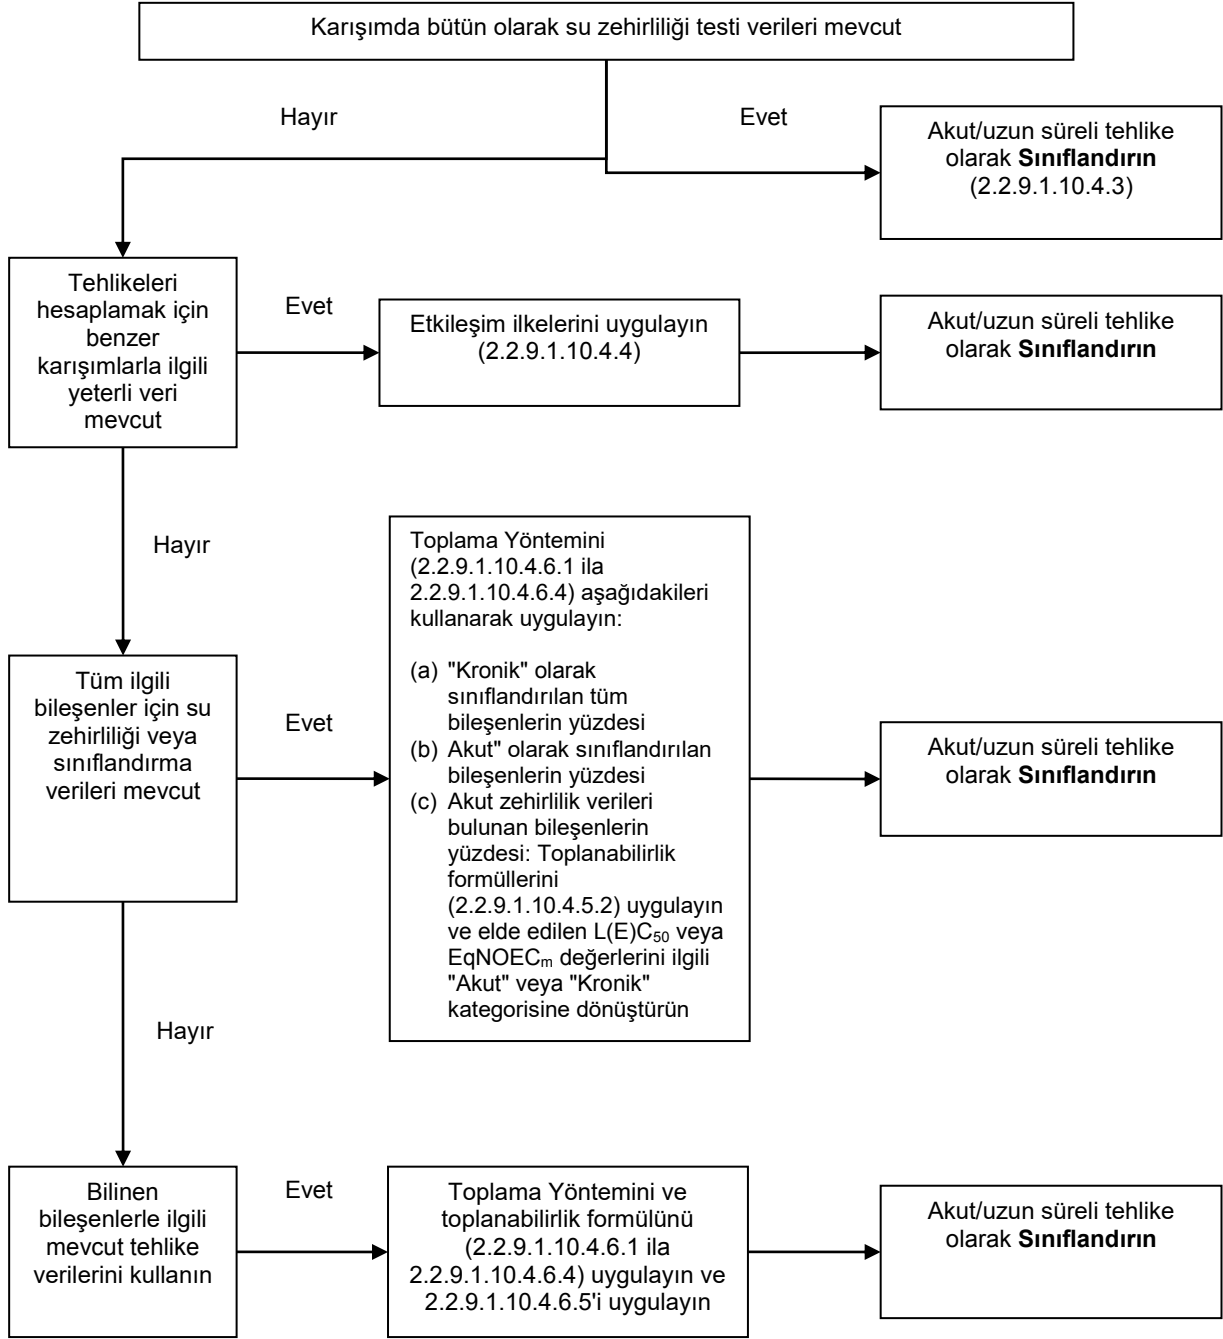 Karışımda bütün olarak su zehirliliği testi verileri mevcut
Hayır
Evet
Akut/uzun süreli tehlike
olarak Sınıflandırın
(2.2.9.1.10.4.3)
Tehlikeleri
hesaplamak için
benzer
karışımlarla ilgili
yeterli veri
mevcut
Evet
Etkileşim ilkelerini uygulayın
(2.2.9.1.10.4.4)
Akut/uzun süreli tehlike
olarak Sınıflandırın
Hayır
Tüm ilgili
bileşenler için su
zehirliliği veya
sınıflandırma
verileri mevcut
Evet
Toplama Yöntemini
(2.2.9.1.10.4.6.1 ila
2.2.9.1.10.4.6.4) aşağıdakileri
kullanarak uygulayın:
(a) "Kronik" olarak
sınıflandırılan tüm
bileşenlerin yüzdesi
(b) Akut" olarak sınıflandırılan
bileşenlerin yüzdesi
(c) Akut zehirlilik verileri
bulunan bileşenlerin
yüzdesi: Toplanabilirlik
formüllerini
(2.2.9.1.10.4.5.2) uygulayın
ve elde edilen L(E)C₅₀ veya
EqNOECₘ değerlerini ilgili
"Akut" veya "Kronik"
kategorisine dönüştürün
Akut/uzun süreli tehlike
olarak Sınıflandırın
Hayır
Bilinen
bileşenlerle ilgili
mevcut tehlike
verilerini kullanın
Evet
Toplama Yöntemini ve
toplanabilirlik formülünü
(2.2.9.1.10.4.6.1 ila
2.2.9.1.10.4.6.4) uygulayın ve
2.2.9.1.10.4.6.5'i uygulayın
Akut/uzun süreli tehlike
olarak Sınıflandırın